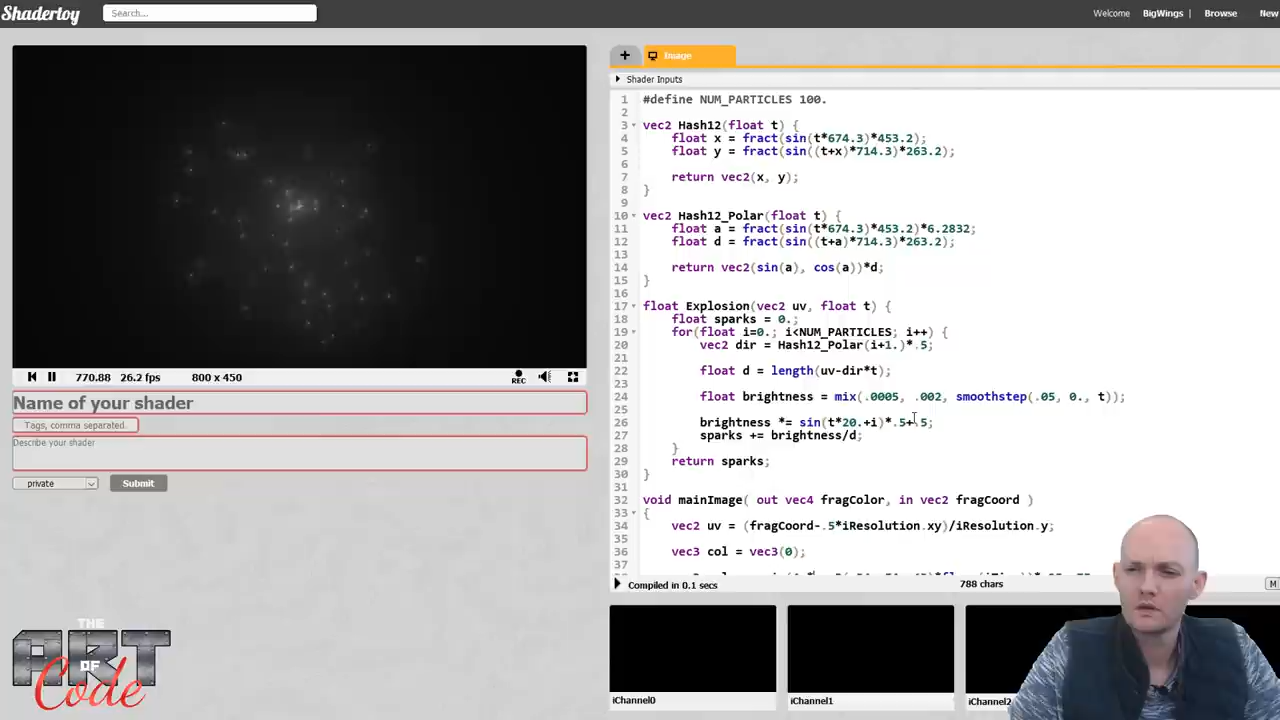 Shadertoy
Search...
Welcome BigWings | Browse New
+ Image
Shader Inputs
1 #define NUM_PARTICLES 100.
2
3 vec2 Hash12(float t) {
4 float x = fract(sin(t*674.3)*453.2);
5 float y = fract(sin((t+x)*714.3)*263.2);
6
7 return vec2(x, y);
8 }
9
10 vec2 Hash12_Polar(float t) {
11 float a = fract(sin(t*674.3)*453.2)*6.2832;
12 float d = fract(sin((t+a)*714.3)*263.2);
13
14 return vec2(sin(a), cos(a))*d;
15 }
16
17 float Explosion(vec2 uv, float t) {
18 float sparks = 0.;
19 for(float i=0.; i<NUM_PARTICLES; i++) {
20 vec2 dir = Hash12_Polar(i+1.)*.5;
21
22 float d = length(uv-dir*t);
23
24 float brightness = mix(.0005, .002, smoothstep(.05, 0., t));
25
26 brightness *= sin(t*20.+i)*.5+.5;
27 sparks += brightness/d;
28 }
29 return sparks;
30 }
31
32 void mainImage( out vec4 fragColor, in vec2 fragCoord )
33 {
34 vec2 uv = (fragCoord-.5*iResolution.xy)/iResolution.y;
35
36 vec3 col = vec3(0);
37
770.88 26.2 fps 800 x 450 REC
Name of your shader
Tags, comma separated.
Describe your shader
private Submit
Compiled in 0.1 secs 788 chars M
iChannel0 iChannel1 iChannel2
THE
ART
OF
Code